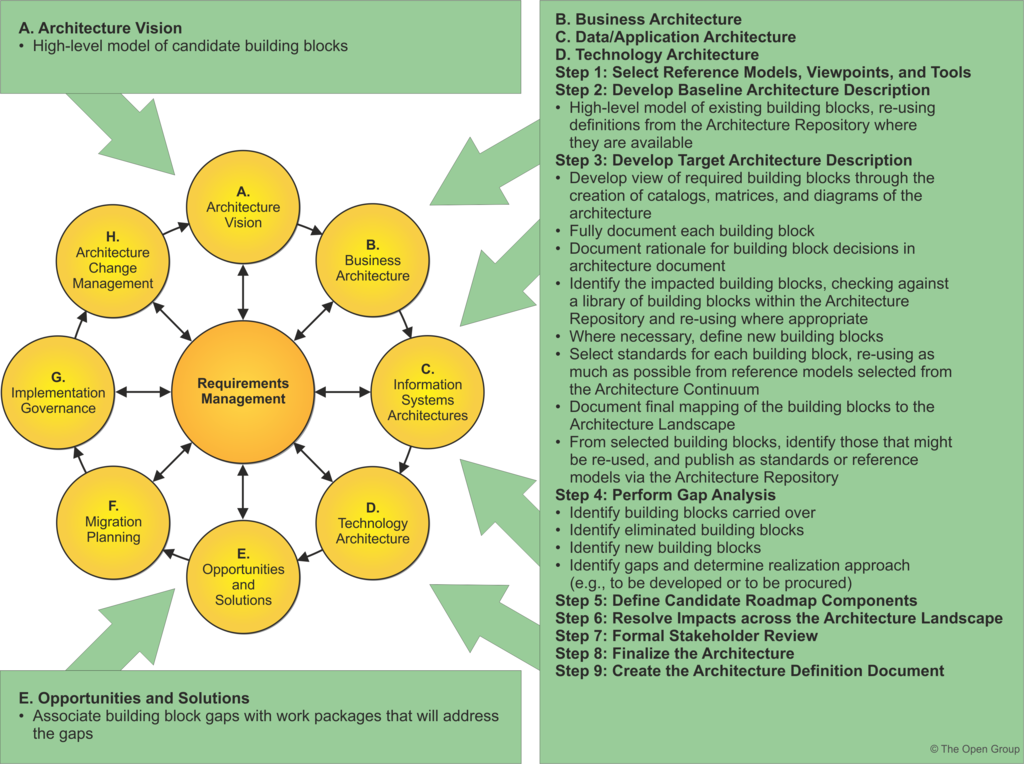 A. Architecture Vision
• High-level model of candidate building blocks
A.
Architecture
Vision
B.
Business
Architecture
C.
Information
Systems
Architectures
D.
Technology
Architecture
E.
Opportunities
and
Solutions
F.
Migration
Planning
G.
Implementation
Governance
H.
Architecture
Change
Management
Requirements
Management
E. Opportunities and Solutions
• Associate building block gaps with work packages that will address
the gaps
B. Business Architecture
C. Data/Application Architecture
D. Technology Architecture
Step 1: Select Reference Models, Viewpoints, and Tools
Step 2: Develop Baseline Architecture Description
• High-level model of existing building blocks, re-using
definitions from the Architecture Repository where
they are available
Step 3: Develop Target Architecture Description
• Develop view of required building blocks through the
creation of catalogs, matrices, and diagrams of the
architecture
• Fully document each building block
• Document rationale for building block decisions in
architecture document
• Identify the impacted building blocks, checking against
a library of building blocks within the Architecture
Repository and re-using where appropriate
• Where necessary, define new building blocks
• Select standards for each building block, re-using as
much as possible from reference models selected from
the Architecture Continuum
• Document final mapping of the building blocks to the
Architecture Landscape
• From selected building blocks, identify those that might
be re-used, and publish as standards or reference
models via the Architecture Repository
Step 4: Perform Gap Analysis
• Identify building blocks carried over
• Identify eliminated building blocks
• Identify new building blocks
• Identify gaps and determine realization approach
(e.g., to be developed or to be procured)
Step 5: Define Candidate Roadmap Components
Step 6: Resolve Impacts across the Architecture Landscape
Step 7: Formal Stakeholder Review
Step 8: Finalize the Architecture
Step 9: Create the Architecture Definition Document
© The Open Group